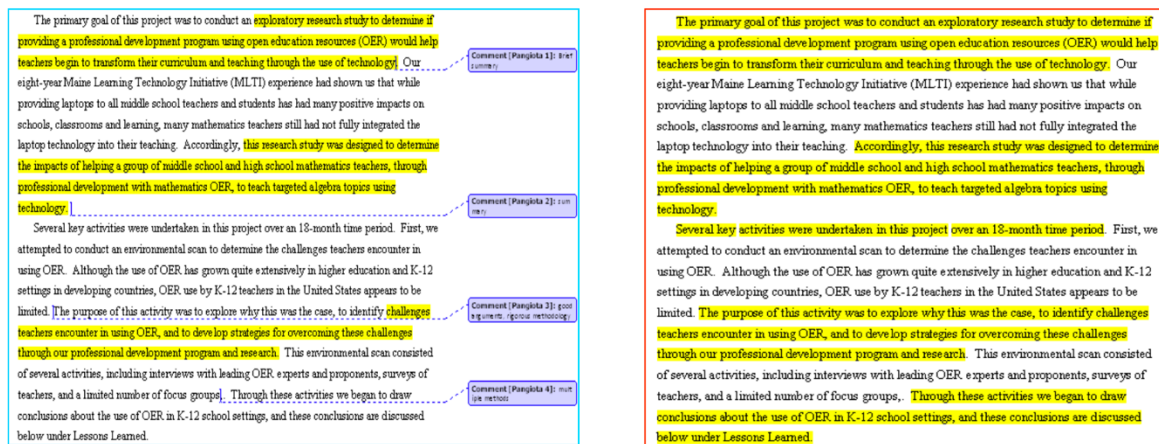 The primary goal of this project was to conduct an exploratory research study to determine if
providing a professional development program using open education resources (OER) would help
teachers begin to transform their curriculum and teaching through the use of technology. Our
eight-year Maine Learning Technology Initiative (MLTI) experience had shown us that while
providing laptops to all middle school teachers and students has had many positive impacts on
schools, classrooms and learning, many mathematics teachers still had not fully integrated the
laptop technology into their teaching. Accordingly, this research study was designed to determine
the impacts of helping a group of middle school and high school mathematics teachers, through
professional development with mathematics OER, to teach targeted algebra topics using
technology.
Several key activities were undertaken in this project over an 18-month time period. First, we
attempted to conduct an environmental scan to determine the challenges teachers encounter in
using OER. Although the use of OER has grown quite extensively in higher education and K-12
settings in developing countries, OER use by K-12 teachers in the United States appears to be
limited. The purpose of this activity was to explore why this was the case, to identify challenges
teachers encounter in using OER, and to develop strategies for overcoming these challenges
through our professional development program and research. This environmental scan consisted
of several activities, including interviews with leading OER experts and proponents, surveys of
teachers, and a limited number of focus groups,. Through these activities we began to draw
conclusions about the use of OER in K-12 school settings, and these conclusions are discussed
below under Lessons Learned.
Comment [Pangiota 1]: Brief
summary
Comment [Pangiota 2]: sum
mary
Comment [Pangiota 3]: good
arguments, rigorous methodology
Comment [Pangiota 4]: mult
iple methods
The primary goal of this project was to conduct an exploratory research study to determine if
providing a professional development program using open education resources (OER) would help
teachers begin to transform their curriculum and teaching through the use of technology. Our
eight-year Maine Learning Technology Initiative (MLTI) experience had shown us that while
providing laptops to all middle school teachers and students has had many positive impacts on
schools, classrooms and learning, many mathematics teachers still had not fully integrated the
laptop technology into their teaching. Accordingly, this research study was designed to determine
the impacts of helping a group of middle school and high school mathematics teachers, through
professional development with mathematics OER, to teach targeted algebra topics using
technology.
Several key activities were undertaken in this project over an 18-month time period. First, we
attempted to conduct an environmental scan to determine the challenges teachers encounter in
using OER. Although the use of OER has grown quite extensively in higher education and K-12
settings in developing countries, OER use by K-12 teachers in the United States appears to be
limited. The purpose of this activity was to explore why this was the case, to identify challenges
teachers encounter in using OER, and to develop strategies for overcoming these challenges
through our professional development program and research. This environmental scan consisted
of several activities, including interviews with leading OER experts and proponents, surveys of
teachers, and a limited number of focus groups,. Through these activities we began to draw
conclusions about the use of OER in K-12 school settings, and these conclusions are discussed
below under Lessons Learned.